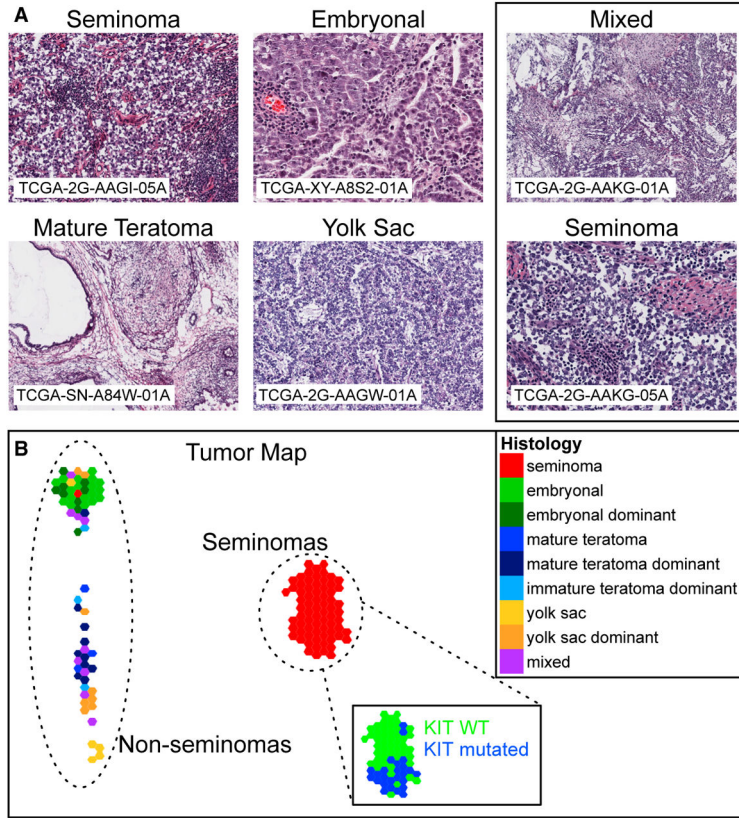 A
Seminoma
Embryonal
Mixed
TCGA-2G-AAGI-05A
TCGA-XY-A8S2-01A
TCGA-2G-AAKG-01A
Mature Teratoma
Yolk Sac
Seminoma
TCGA-SN-A84W-01A
TCGA-2G-AAGW-01A
TCGA-2G-AAKG-05A
B
Tumor Map
Seminomas
Non-seminomas
KIT WT
KIT mutated
Histology
seminoma
embryonal
embryonal dominant
mature teratoma
mature teratoma dominant
immature teratoma dominant
yolk sac
yolk sac dominant
mixed